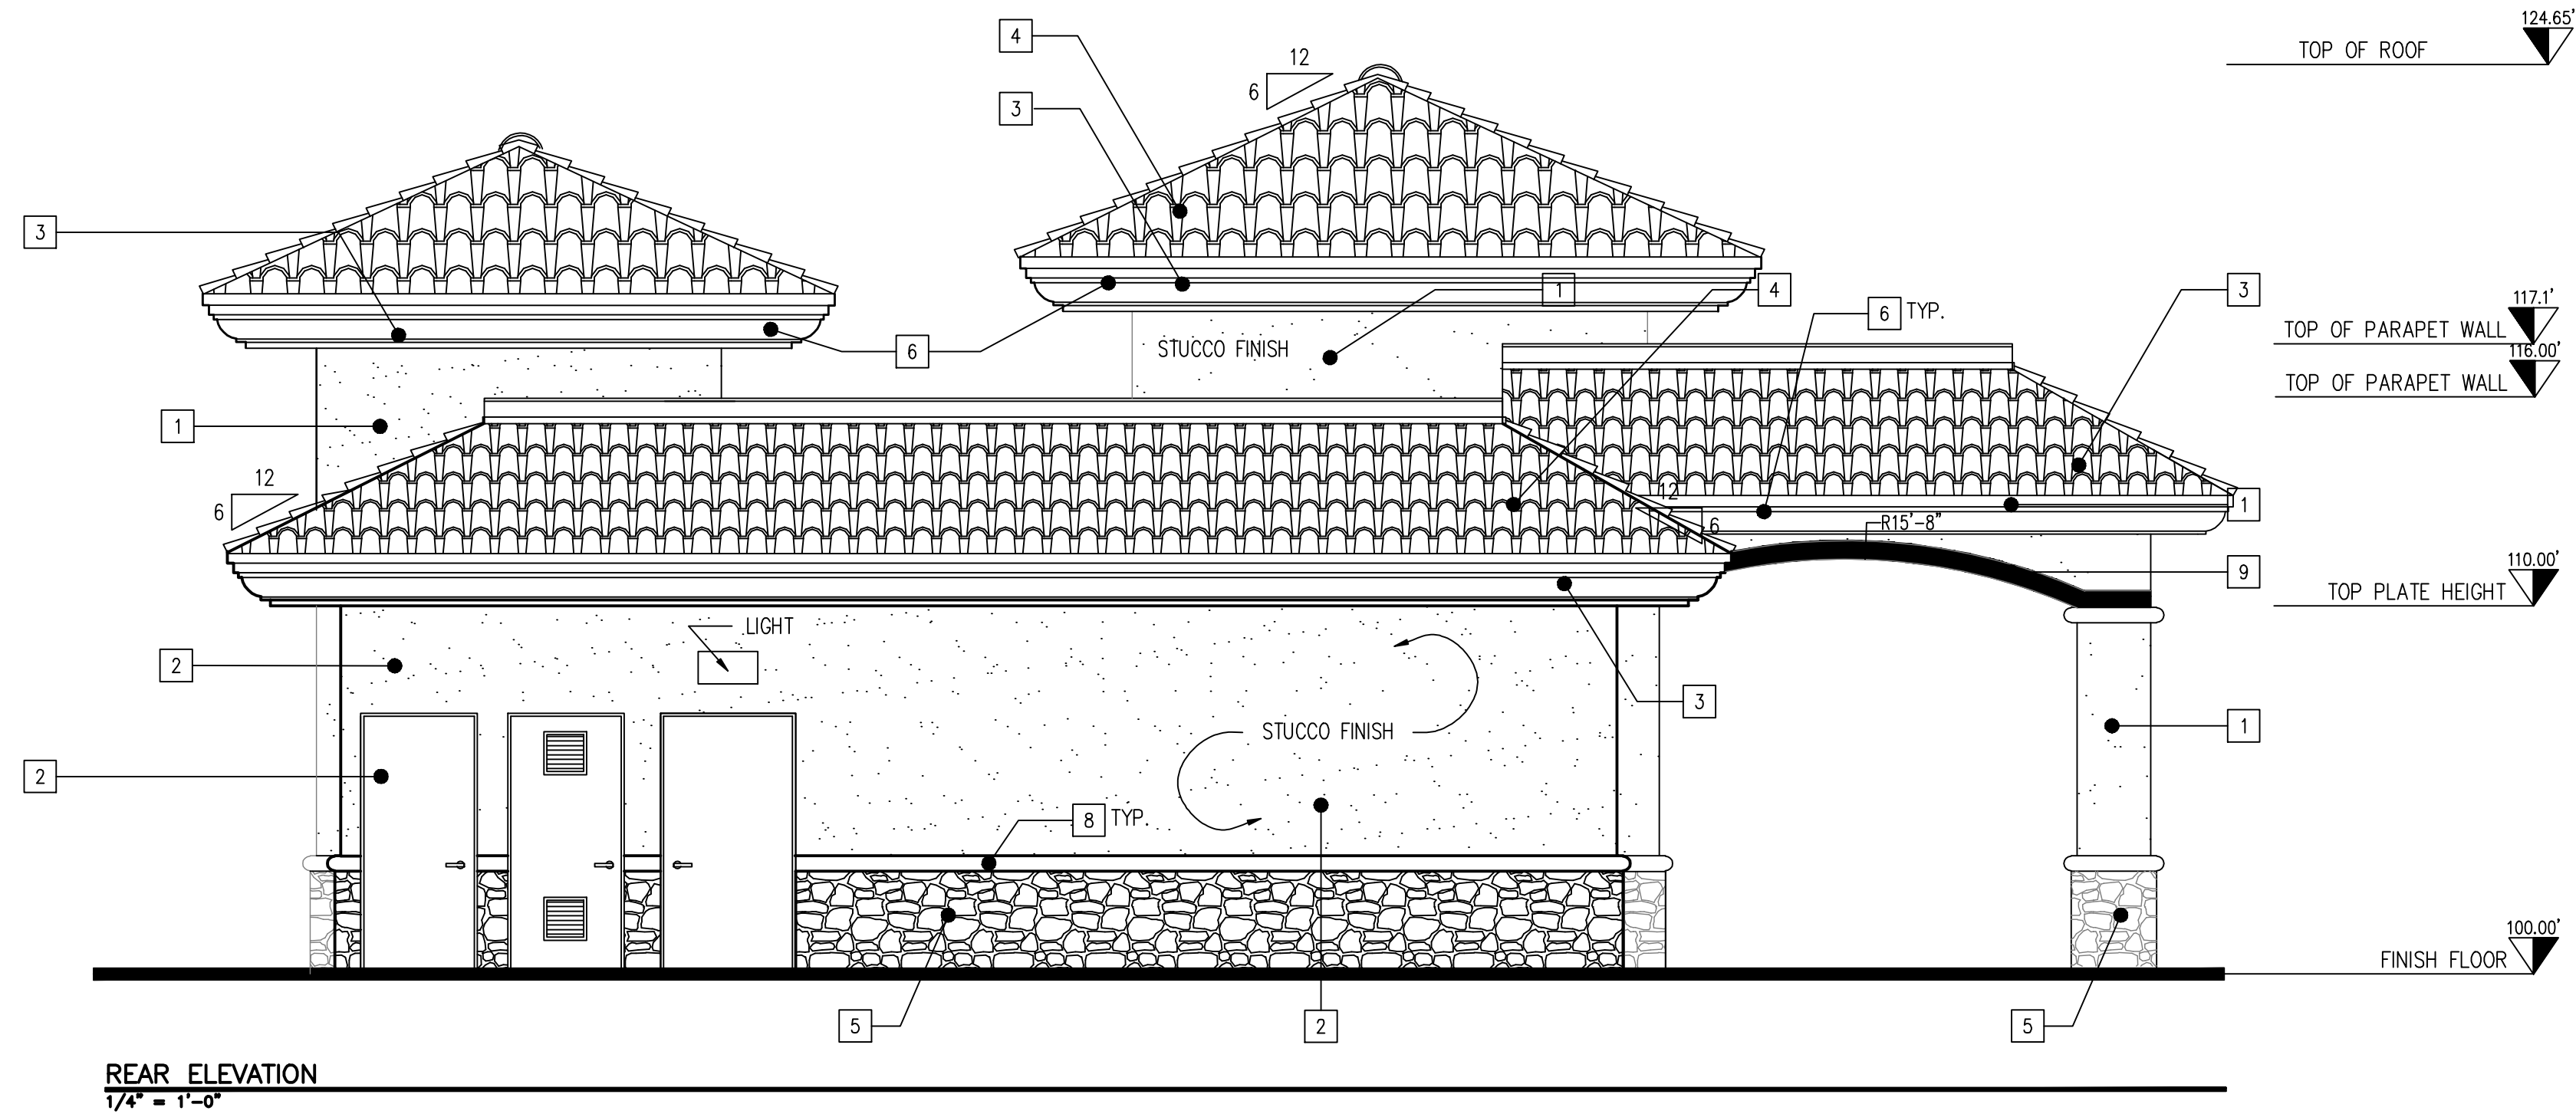 124.65'
TOP OF ROOF
4
12
6
3
3
117.1'
TOP OF PARAPET WALL
116.00'
TOP OF PARAPET WALL
3
1
4
6 TYP.
6
STUCCO FINISH
1
12
6
12
6
1
R15'-8"
9
110.00'
TOP PLATE HEIGHT
LIGHT
2
3
STUCCO FINISH
1
2
8 TYP.
100.00'
FINISH FLOOR
5
2
5
REAR ELEVATION
1/4" = 1'-0"